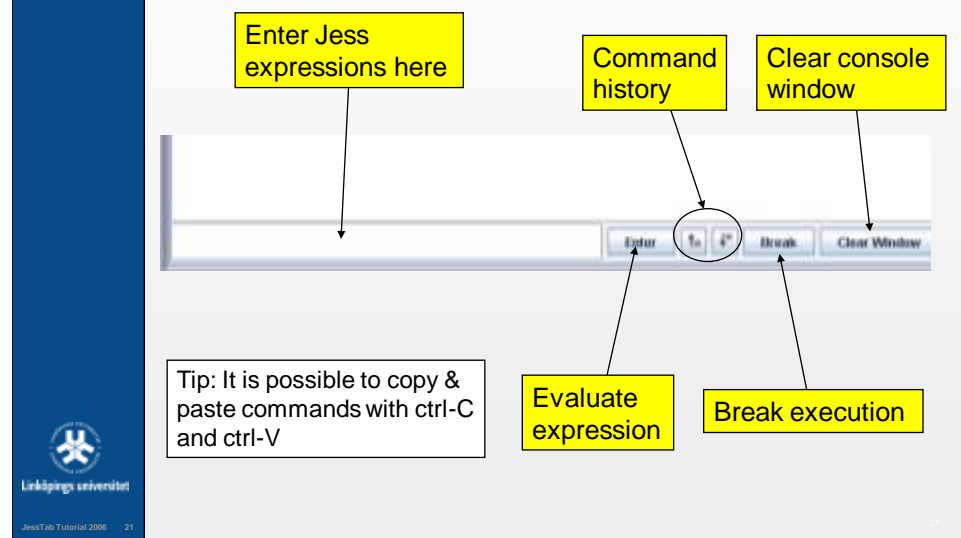 Enter Jess
expressions here
Command
history
Clear console
window
Enter
Break
Clear Window
Tip: It is possible to copy &
paste commands with ctrl-C
and ctrl-V
Evaluate
expression
Break execution
Linköpings universitet
JessTab Tutorial 2006 21
21